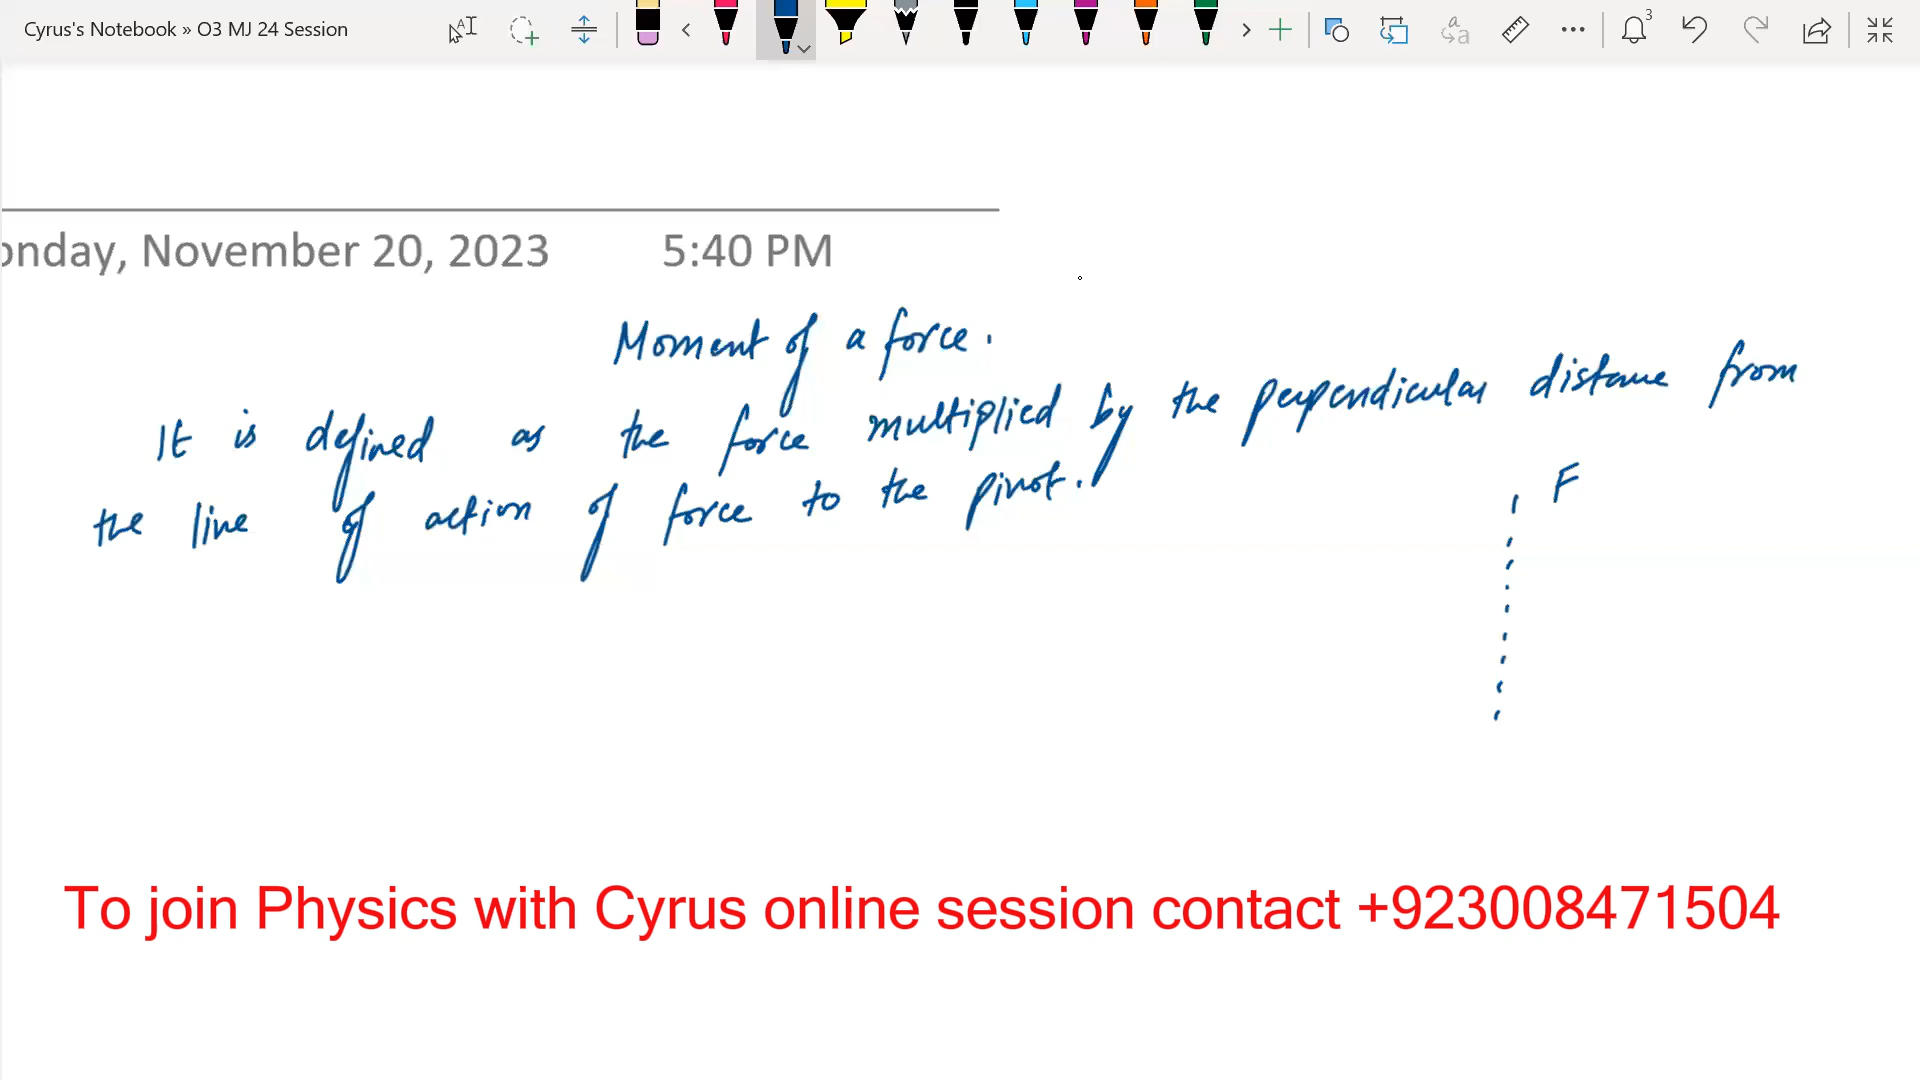 Cyrus's Notebook » O3 MJ 24 Session
3
onday, November 20, 2023 5:40 PM
Moment of a force.
It is defined as the force multiplied by the perpendicular distance from
the line of action of force to the pivot.
F
To join Physics with Cyrus online session contact +923008471504